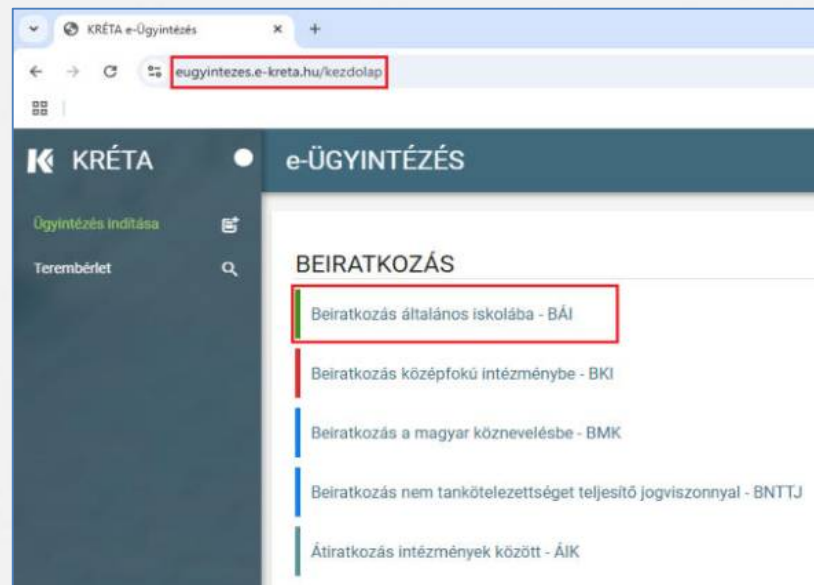 KRÉTA e-Ügyintézés
eugyintezes.e-kreta.hu/kezdolap
KRÉTA
e-ÜGYINTÉZÉS
Ügyintézés indítása
Terembérlet
BEIRATKOZÁS
Beiratkozás általános iskolába - BÁI
Beiratkozás középfokú intézménybe - BKI
Beiratkozás a magyar köznevelésbe - BMK
Beiratkozás nem tankötelezettséget teljesítő jogviszonnyal - BNTTJ
Átiratkozás intézmények között - ÁIK